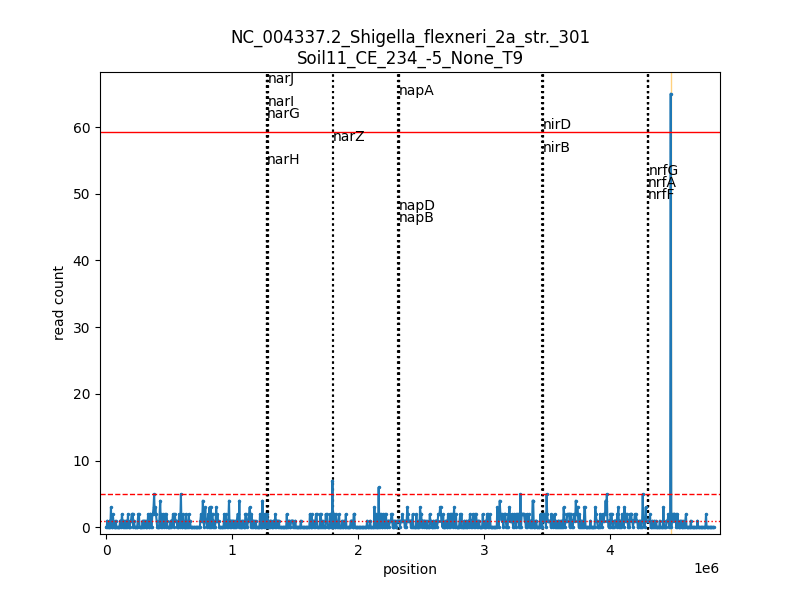 NC_004337.2_Shigella_flexneri_2a_str._301
Soil11_CE_234_-5_None_T9
narJ
narI
narG
narH
narZ
napA
napD
napB
nirD
nirB
nrfG
nrfA
nrfF
read count
60
50
40
30
20
10
0
0 1 2 3 4
1e6
position